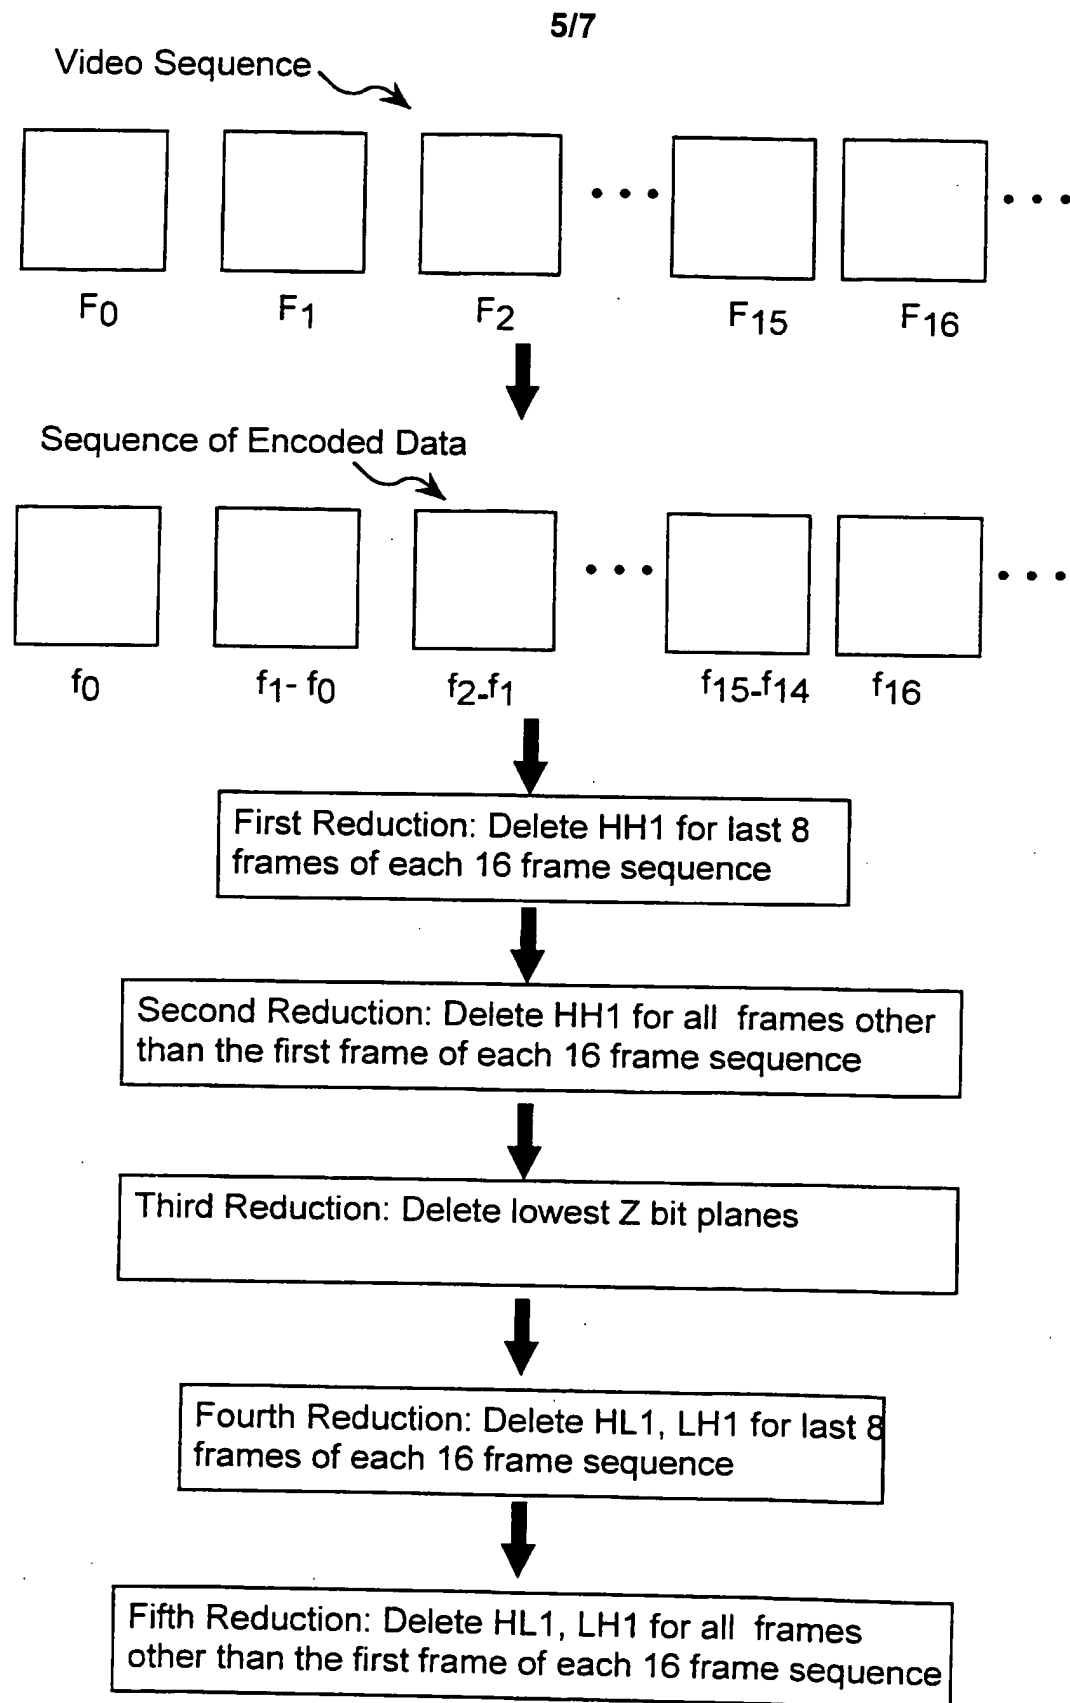 5/7
Video Sequence
F0 F1 F2 • • • F15 F16 • • •
Sequence of Encoded Data
f0 f1- f0 f2-f1 • • • f15-f14 f16 • • •
First Reduction: Delete HH1 for last 8
frames of each 16 frame sequence
Second Reduction: Delete HH1 for all frames other
than the first frame of each 16 frame sequence
Third Reduction: Delete lowest Z bit planes
Fourth Reduction: Delete HL1, LH1 for last 8
frames of each 16 frame sequence
Fifth Reduction: Delete HL1, LH1 for all frames
other than the first frame of each 16 frame sequence